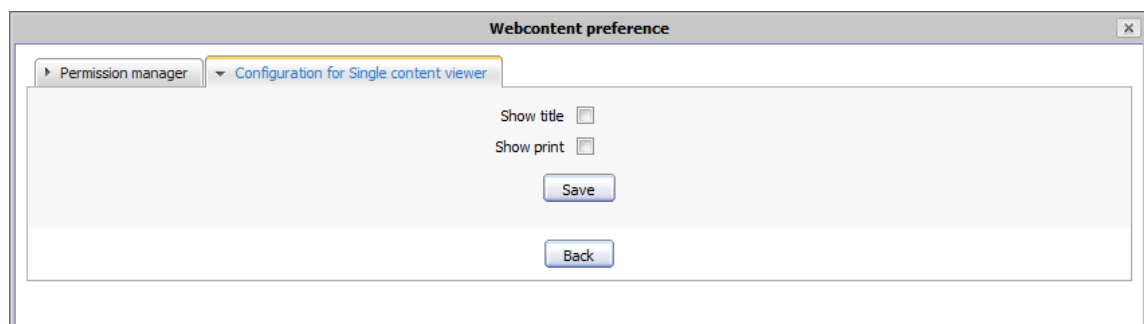 Webcontent preference
Permission manager
Configuration for Single content viewer
Show title
Show print
Save
Back